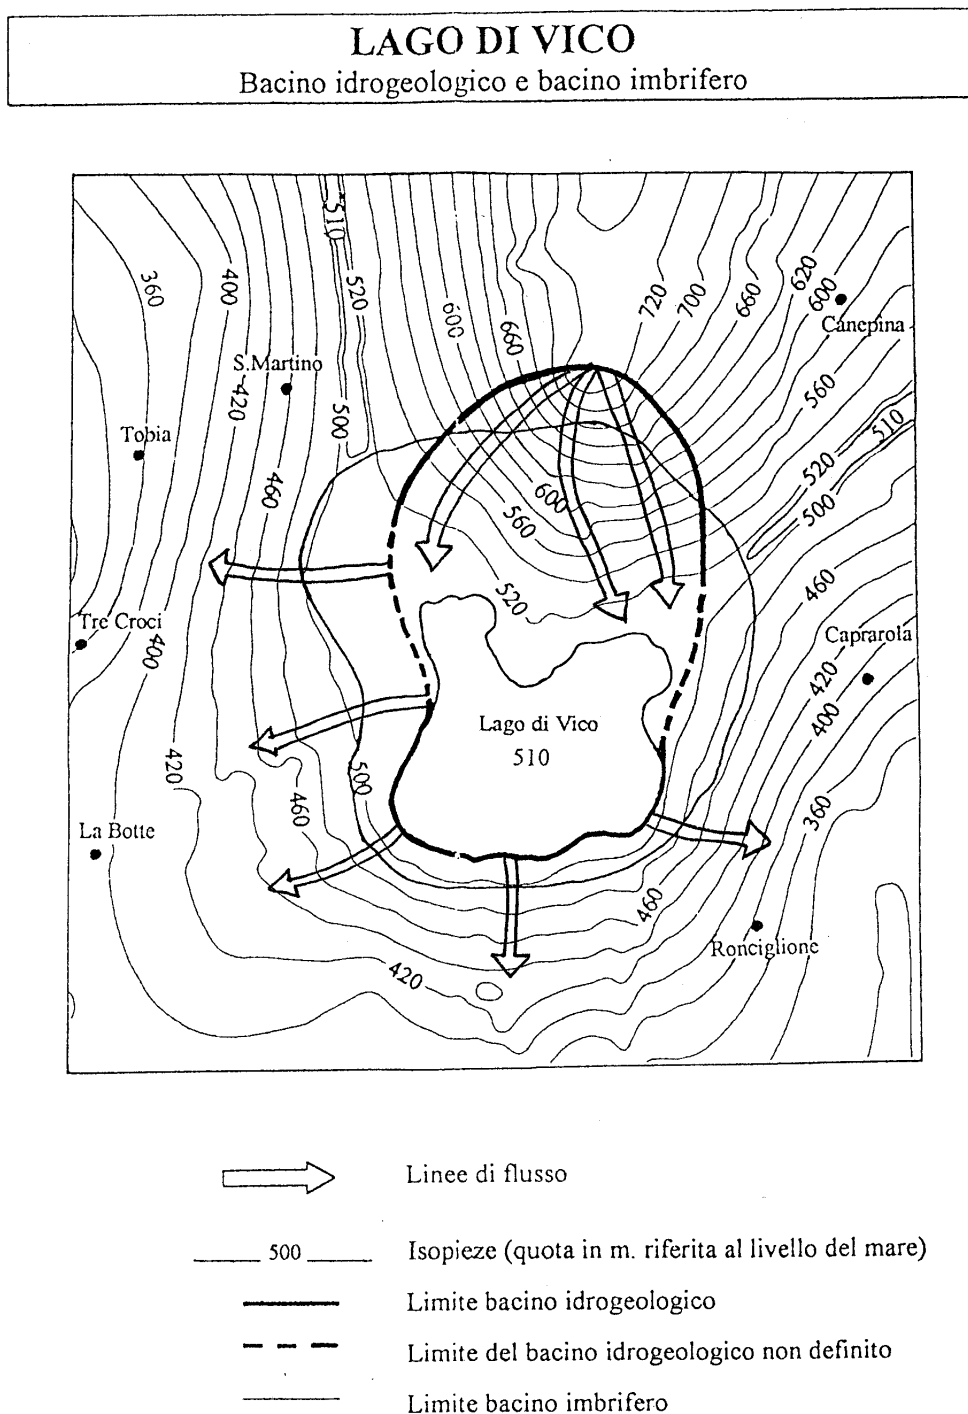 LAGO DI VICO
Bacino idrogeologico e bacino imbrifero
510
360
400
520
600
660
720
700
660
620
600
Canepina
S.Martino
420
500
560
510
Tobia
460
520
500
600
560
520
460
Tre Croci
400
Caprarola
420
400
Lago di Vico
510
420
500
460
360
La Botte
460
Ronciglione
420
Linee di flusso
500
Isopieze (quota in m. riferita al livello del mare)
Limite bacino idrogeologico
Limite del bacino idrogeologico non definito
Limite bacino imbrifero